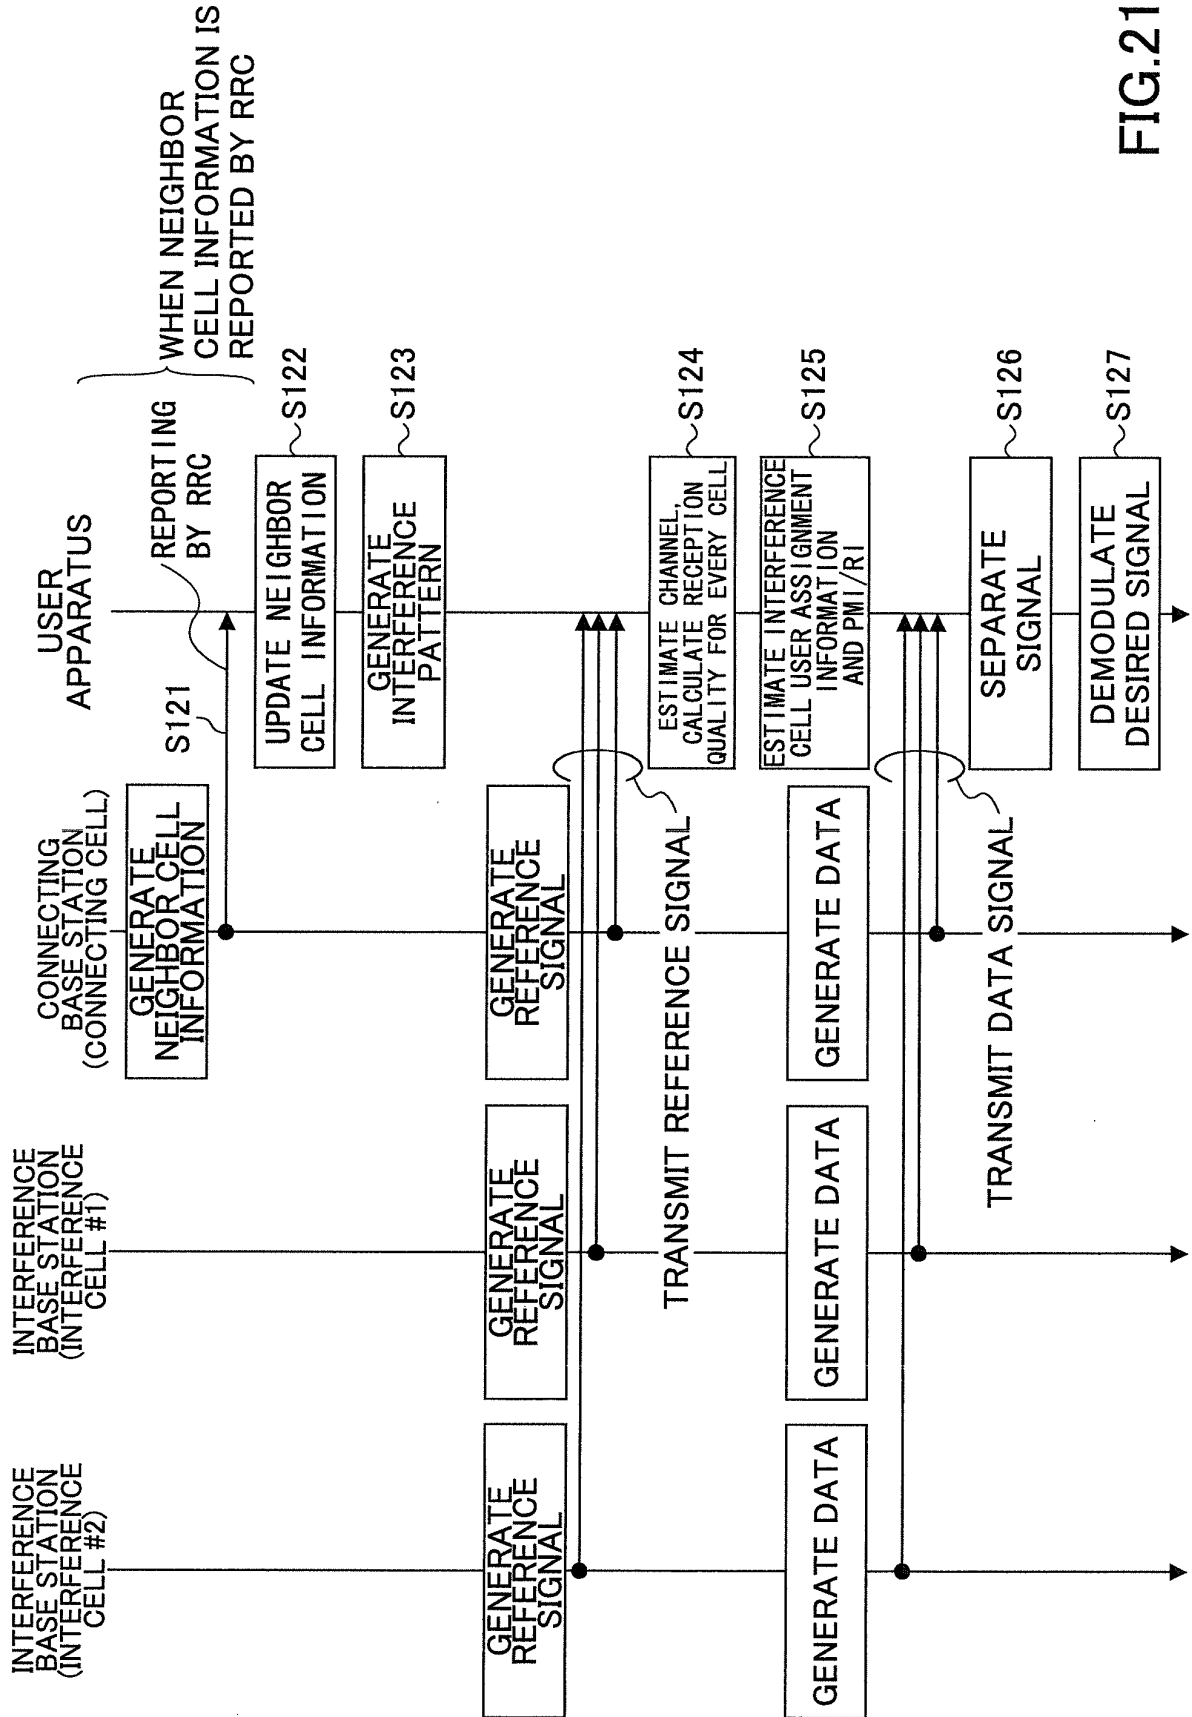 INTERFERENCE
BASE STATION
(INTERFERENCE
CELL #2)
INTERFERENCE
BASE STATION
(INTERFERENCE
CELL #1)
CONNECTING
BASE STATION
(CONNECTING CELL)
USER
APPARATUS
GENERATE
NEIGHBOR CELL
INFORMATION
S121
REPORTING
BY RRC
WHEN NEIGHBOR
CELL INFORMATION IS
REPORTED BY RRC
UPDATE NEIGHBOR
CELL INFORMATION
S122
GENERATE
INTERFERENCE
PATTERN
S123
GENERATE
REFERENCE
SIGNAL
GENERATE
REFERENCE
SIGNAL
GENERATE
REFERENCE
SIGNAL
TRANSMIT REFERENCE SIGNAL
ESTIMATE CHANNEL,
CALCULATE RECEPTION
QUALITY FOR EVERY CELL
S124
GENERATE DATA
GENERATE DATA
GENERATE DATA
ESTIMATE INTERFERENCE
CELL USER ASSIGNMENT
INFORMATION
AND PMI/RI
S125
TRANSMIT DATA SIGNAL
SEPARATE
SIGNAL
S126
DEMODULATE
DESIRED SIGNAL
S127
FIG.21